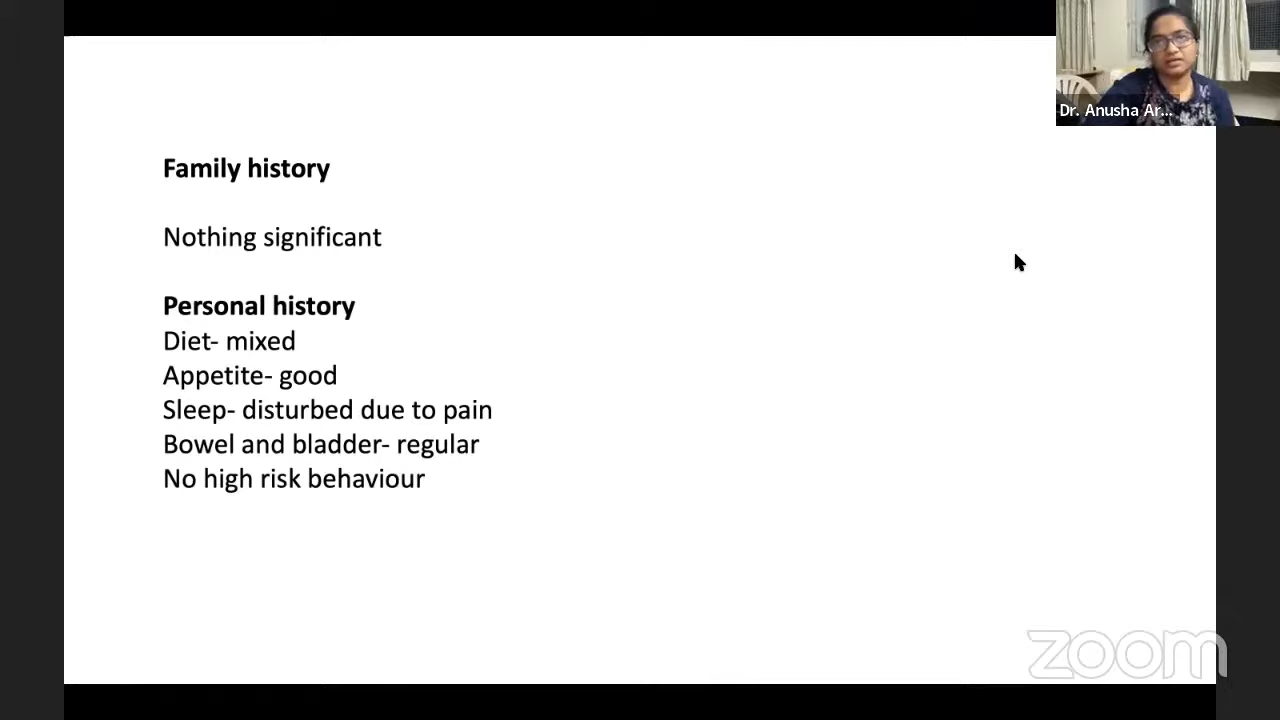 Dr. Anusha Ar...
Family history
Nothing significant
Personal history
Diet- mixed
Appetite- good
Sleep- disturbed due to pain
Bowel and bladder- regular
No high risk behaviour
zoom